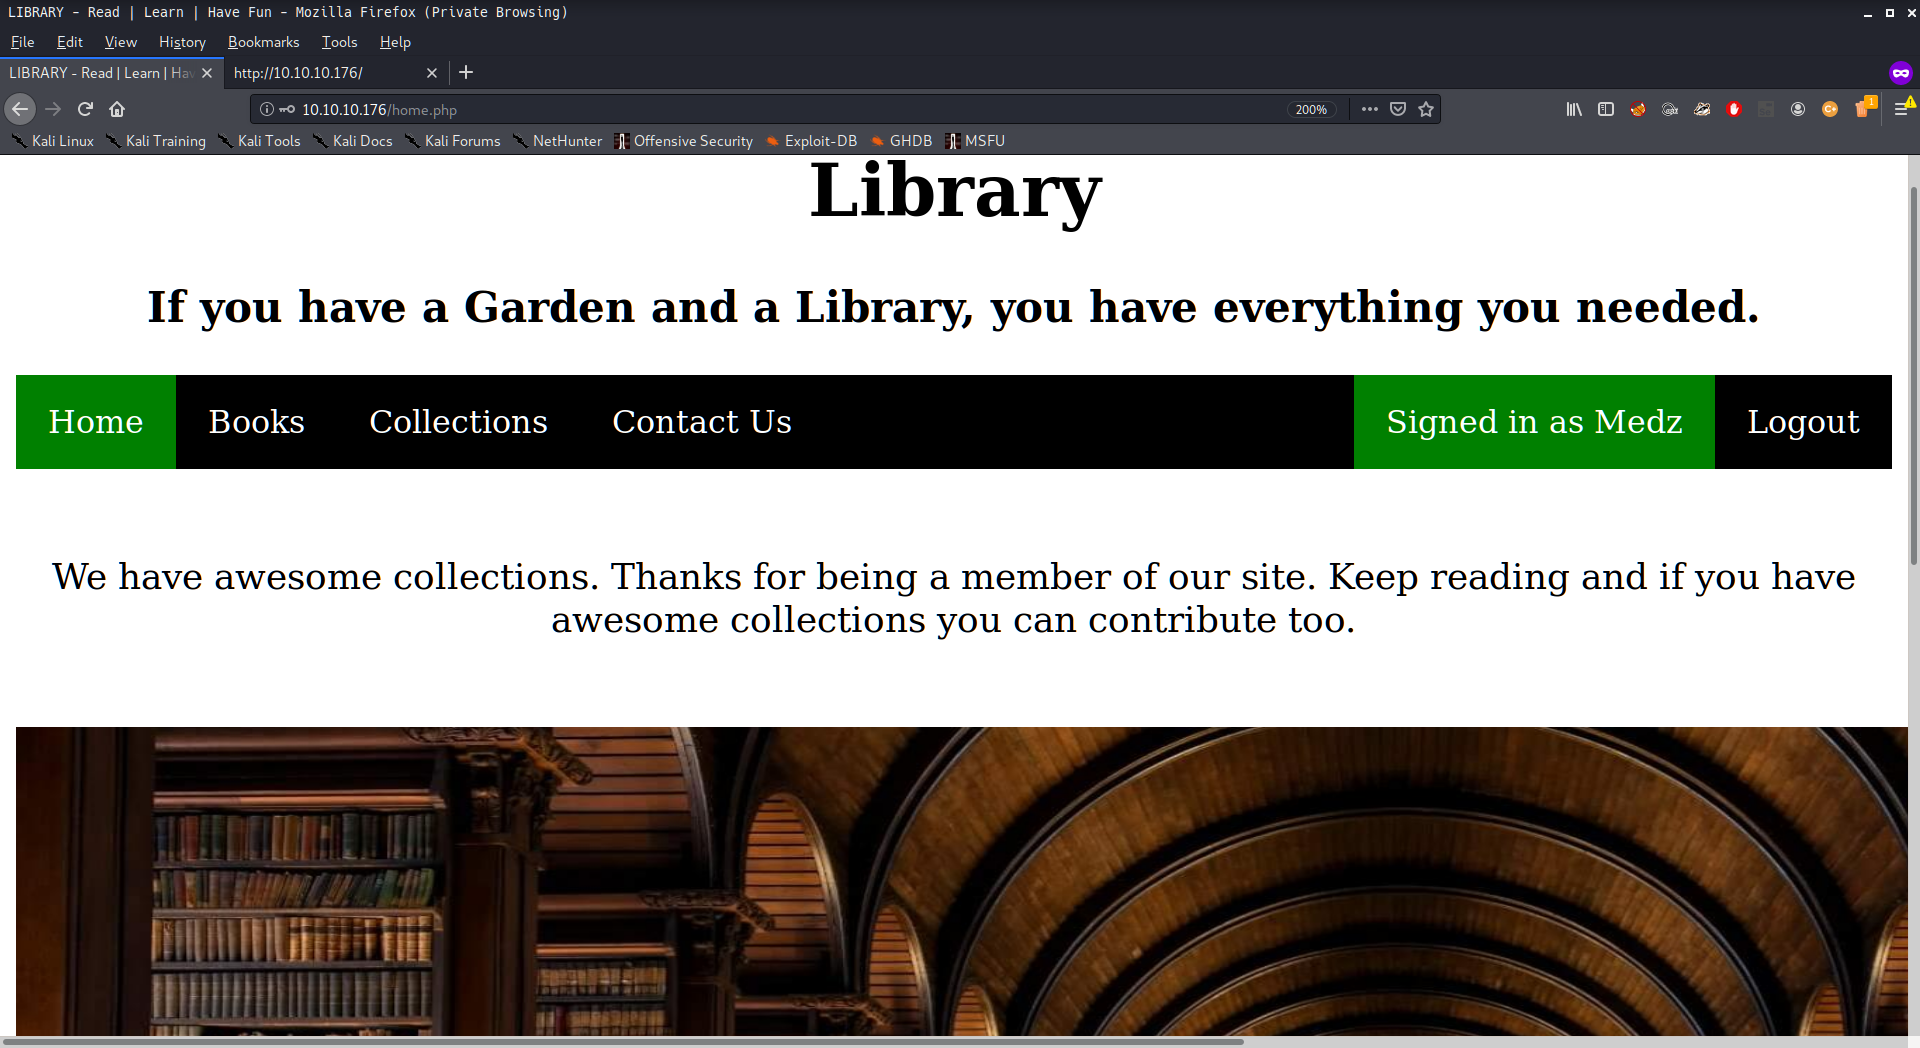 LIBRARY - Read | Learn | Have Fun - Mozilla Firefox (Private Browsing)
File Edit View History Bookmarks Tools Help
LIBRARY - Read | Learn | Hav http://10.10.10.176/
10.10.10.176/home.php 200% 1
Kali Linux Kali Training Kali Tools Kali Docs Kali Forums NetHunter Offensive Security Exploit-DB GHDB MSFU
Library
If you have a Garden and a Library, you have everything you needed.
Home Books Collections Contact Us Signed in as Medz Logout
We have awesome collections. Thanks for being a member of our site. Keep reading and if you have
awesome collections you can contribute too.